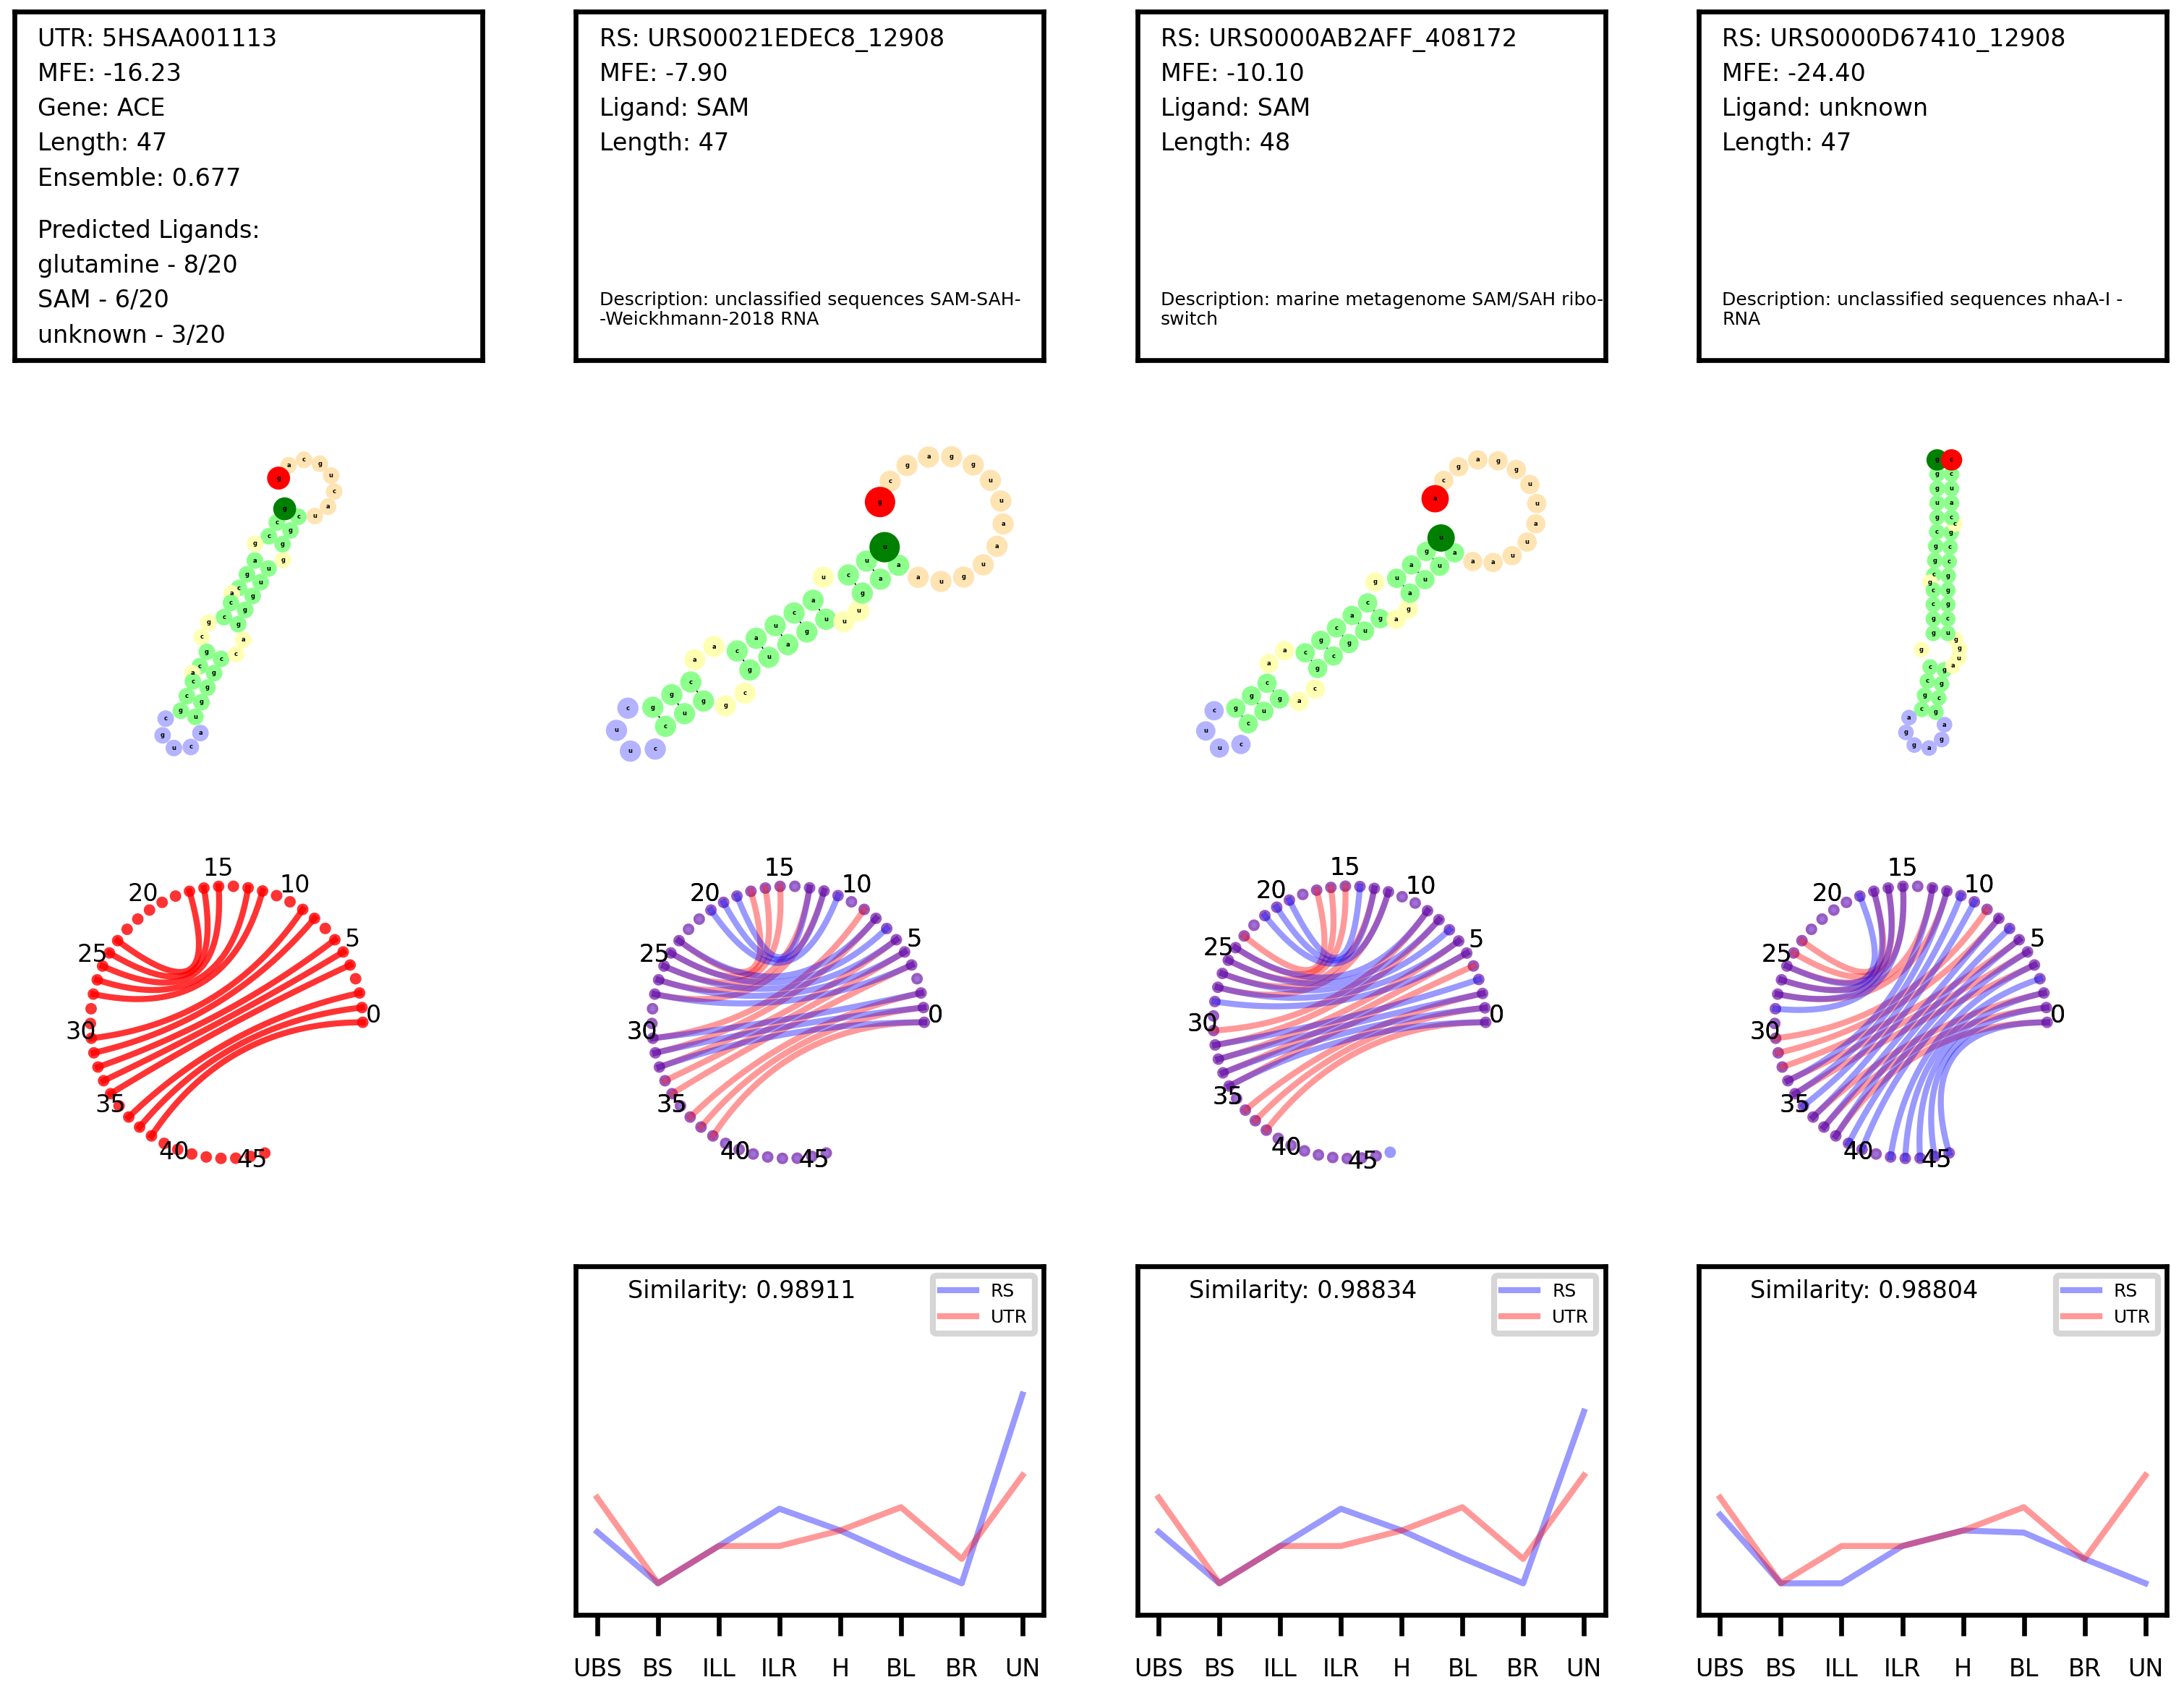 UTR: 5HSAA001113
MFE: -16.23
Gene: ACE
Length: 47
Ensemble: 0.677
Predicted Ligands:
glutamine - 8/20
SAM - 6/20
unknown - 3/20
RS: URS00021EDEC8_12908
MFE: -7.90
Ligand: SAM
Length: 47
Description: unclassified sequences SAM-SAH-
-Weickhmann-2018 RNA
RS: URS0000AB2AFF_408172
MFE: -10.10
Ligand: SAM
Length: 48
Description: marine metagenome SAM/SAH ribo-
switch
RS: URS0000D67410_12908
MFE: -24.40
Ligand: unknown
Length: 47
Description: unclassified sequences nhaA-I -
RNA
0
5
10
15
20
25
30
35
40
45
0
5
10
15
20
25
30
35
40
45
0
5
10
15
20
25
30
35
40
45
0
5
10
15
20
25
30
35
40
45
Similarity: 0.98911
RS
UTR
UBS BS ILL ILR H BL BR UN
Similarity: 0.98834
RS
UTR
UBS BS ILL ILR H BL BR UN
Similarity: 0.98804
RS
UTR
UBS BS ILL ILR H BL BR UN